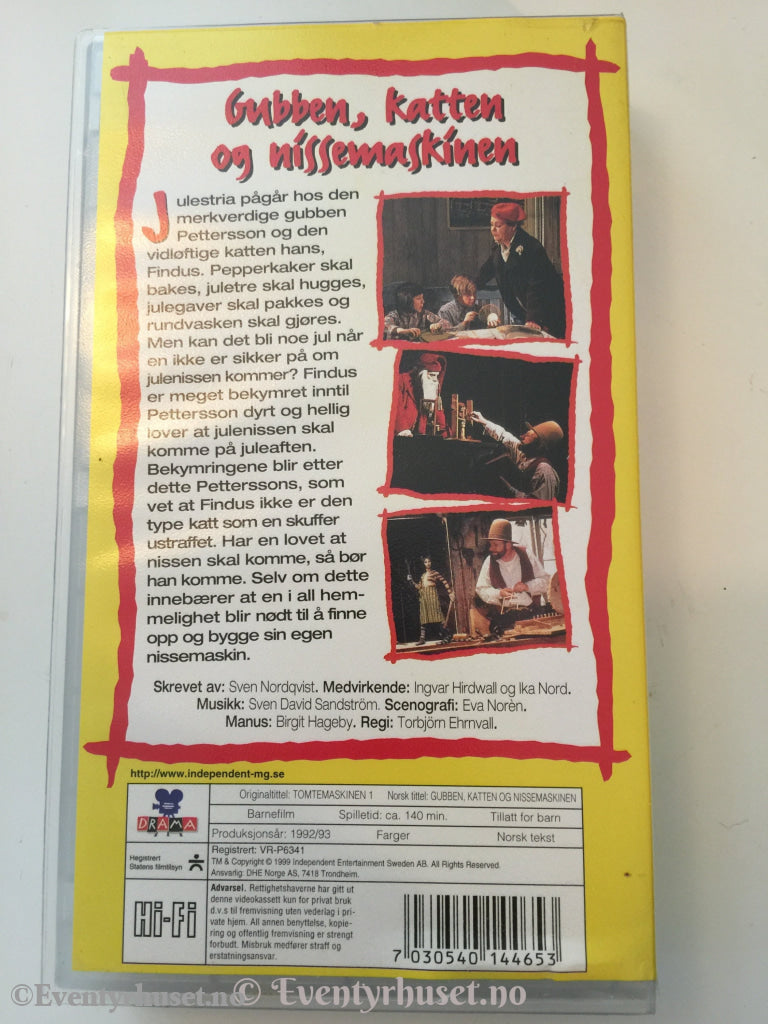 Gubben, katten
og nissemaskinen
Julestria pågår hos den
merkverdige gubben
Pettersson og den
vidløftige katten hans,
Findus. Pepperkaker skal
bakes, juletre skal hugges,
julegaver skal pakkes og
rundvasken skal gjøres.
Men kan det bli noe jul når
en ikke er sikker på om
julenissen kommer? Findus
er meget bekymret inntil
Pettersson dyrt og hellig
lover at julenissen skal
komme på juleaften.
Bekymringene blir etter
dette Petterssons, som
vet at Findus ikke er den
type katt som en skuffer
ustraffet. Har en lovet at
nissen skal komme, så bør
han komme. Selv om dette
innebærer at en i all hem-
melighet blir nødt til å finne
opp og bygge sin egen
nissemaskin.
Skrevet av: Sven Nordqvist. Medvirkende: Ingvar Hirdwall og Ika Nord.
Musikk: Sven David Sandström. Scenografi: Eva Norèn.
Manus: Birgit Hageby. Regi: Torbjörn Ehrnvall.
http://www.independent-mg.se
DRAMA
Originaltittel: TOMTEMASKINEN 1 Norsk tittel: GUBBEN, KATTEN OG NISSEMASKINEN
Barnefilm Spilletid: ca. 140 min. Tillatt for barn
Produksjonsår: 1992/93 Farger Norsk tekst
Registrert: VR-P6341
TM & Copyright © 1999 Independent Entertainment Sweden AB. All Rights Reserved.
Ansvarlig: DHE Norge AS, 7418 Trondheim.
Registrert
Statens filmtilsyn
Hi-Fi
Advarsel. Rettighetshaverne har gitt ut
denne videokassett kun for privat bruk
d.v.s til fremvisning uten vederlag i pri-
vate hjem. All annen benyttelse, kopie-
ring og offentlig fremvisning er strengt
forbudt. Misbruk medfører straff og
erstatningsansvar.
7 030540 144653
©Eventyrhuset.no © Eventyrhuset.no